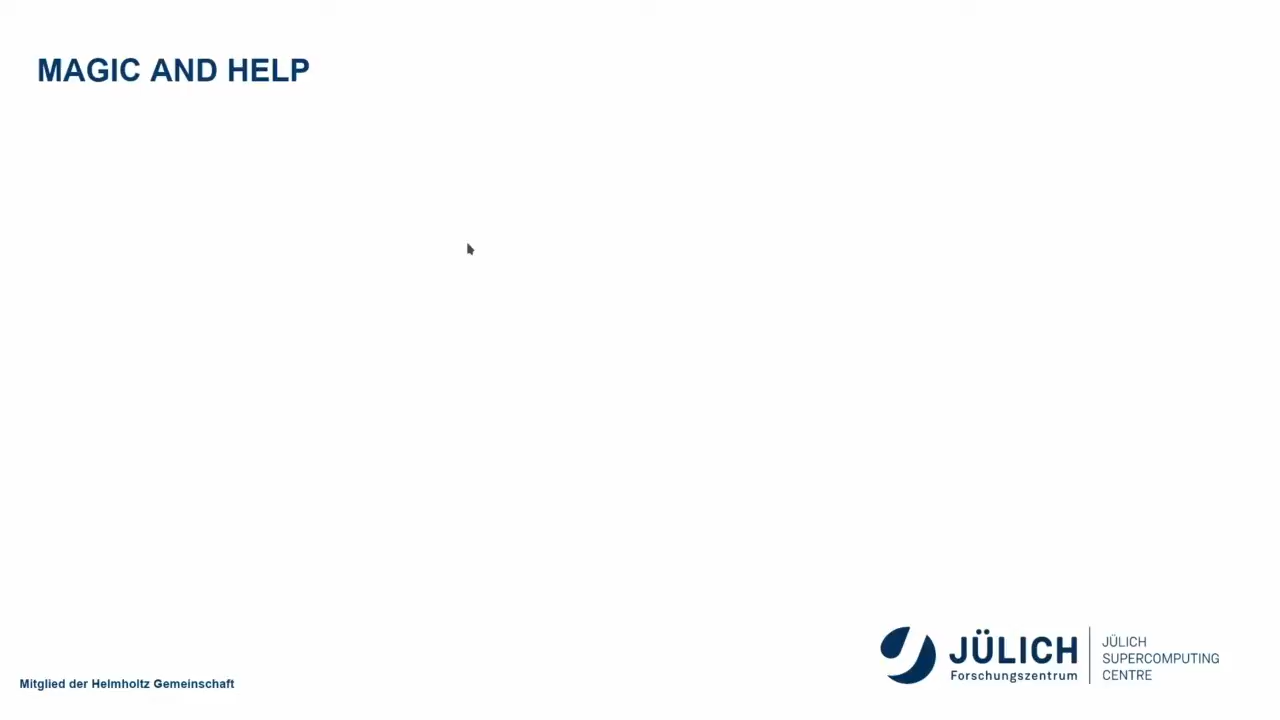 MAGIC AND HELP
JÜLICH
Forschungszentrum
JÜLICH
SUPERCOMPUTING
CENTRE
Mitglied der Helmholtz Gemeinschaft